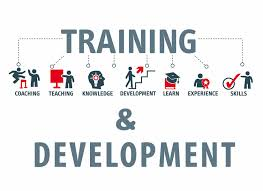 TRAINING
COACHING TEACHING KNOWLEDGE DEVELOPMENT LEARN EXPERIENCE SKILLS
&
DEVELOPMENT